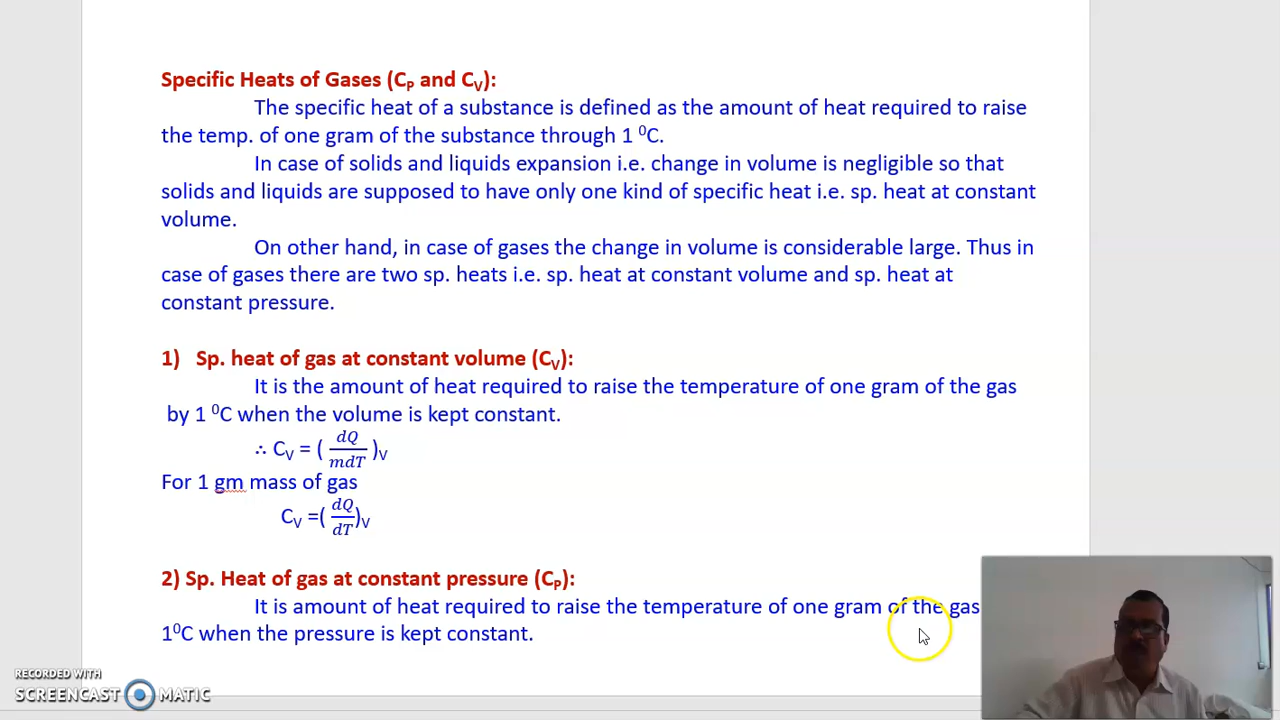 Specific Heats of Gases (CP and CV):
The specific heat of a substance is defined as the amount of heat required to raise
the temp. of one gram of the substance through 1 ⁰C.
In case of solids and liquids expansion i.e. change in volume is negligible so that
solids and liquids are supposed to have only one kind of specific heat i.e. sp. heat at constant
volume.
On other hand, in case of gases the change in volume is considerable large. Thus in
case of gases there are two sp. heats i.e. sp. heat at constant volume and sp. heat at
constant pressure.
1) Sp. heat of gas at constant volume (CV):
It is the amount of heat required to raise the temperature of one gram of the gas
by 1 ⁰C when the volume is kept constant.
∴ CV = ( dQ/mdT )V
For 1 gm mass of gas
CV =( dQ/dT)V
2) Sp. Heat of gas at constant pressure (CP):
It is amount of heat required to raise the temperature of one gram of the gas
1⁰C when the pressure is kept constant.
RECORDED WITH
SCREENCAST MATIC